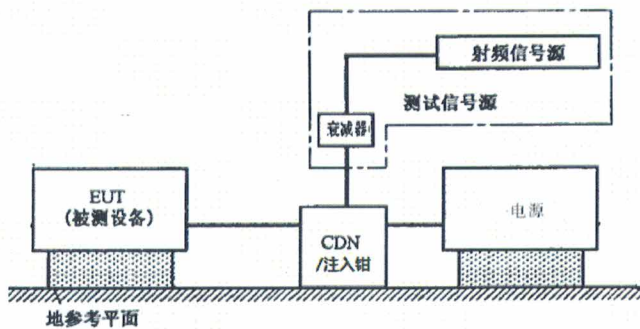 射频信号源
测试信号源
衰减器
EUT
(被测设备)
电源
CDN
/注入钳
地参考平面